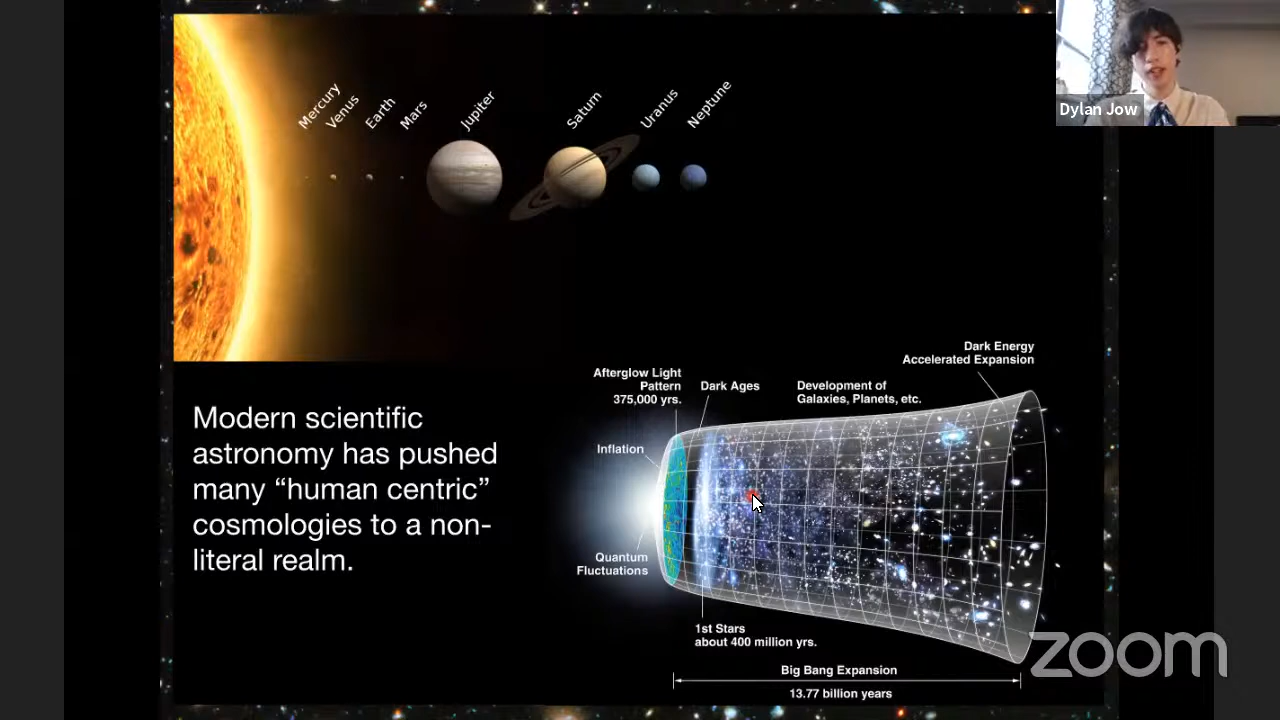 Mercury
Venus
Earth
Mars
Jupiter
Saturn
Uranus
Neptune
Dylan Jow
Modern scientific
astronomy has pushed
many “human centric”
cosmologies to a non-
literal realm.
Dark Energy
Accelerated Expansion
Afterglow Light
Pattern
375,000 yrs.
Dark Ages
Development of
Galaxies, Planets, etc.
Inflation
Quantum
Fluctuations
1st Stars
about 400 million yrs.
Big Bang Expansion
13.77 billion years
zoom